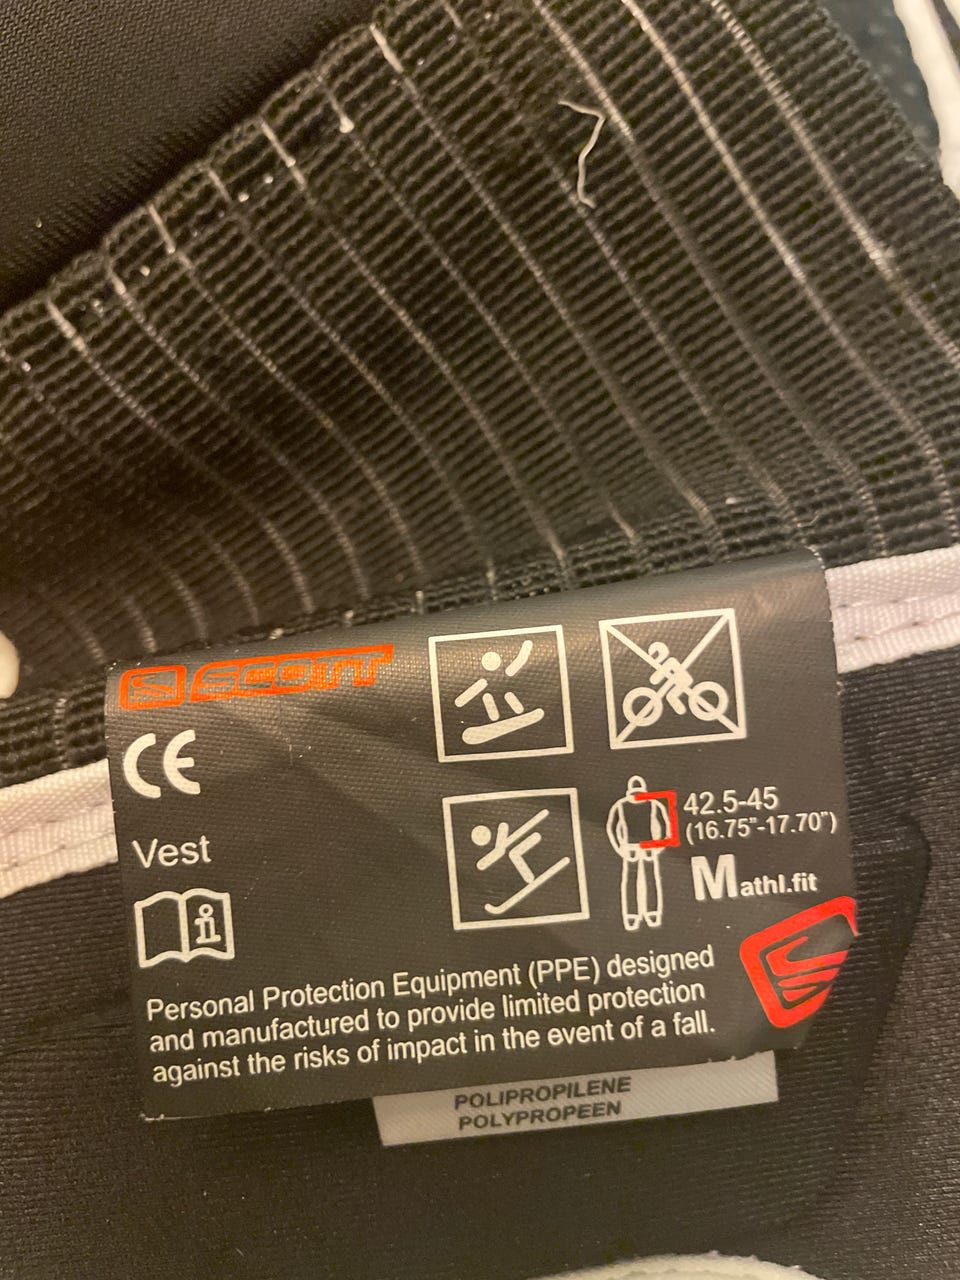 SCOTT
CE
Vest
42.5-45
(16.75"-17.70")
Mathl.fit
Personal Protection Equipment (PPE) designed
and manufactured to provide limited protection
against the risks of impact in the event of a fall.
POLIPROPILENE
POLYPROPEEN